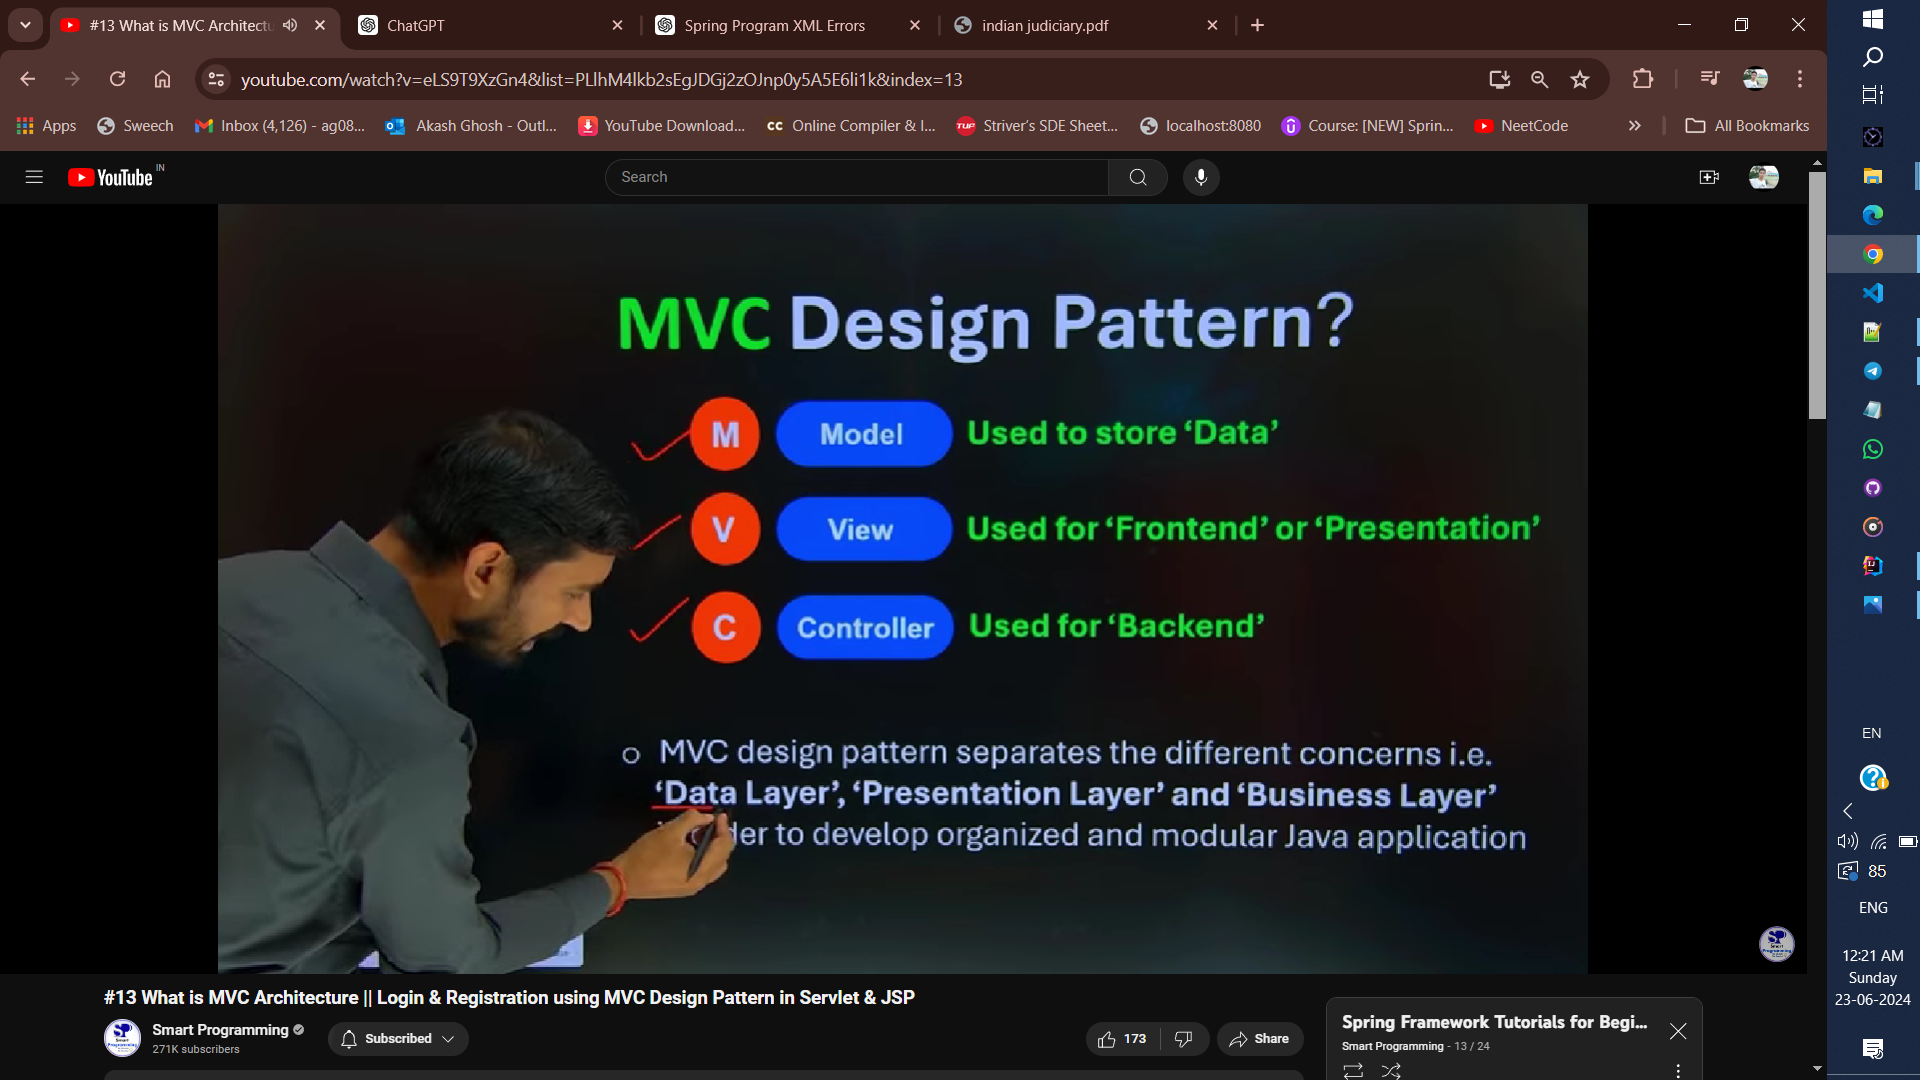 #13 What is MVC Architectu
ChatGPT
Spring Program XML Errors
indian judiciary.pdf
youtube.com/watch?v=eLS9T9XzGn4&list=PLlhM4lkb2sEgJDGj2zOJnp0y5A5E6li1k&index=13
Apps
Sweech
Inbox (4,126) - ag08...
Akash Ghosh - Outl...
YouTube Download...
CC
Online Compiler & I...
TUF
Striver's SDE Sheet...
localhost:8080
Course: [NEW] Sprin...
NeetCode
All Bookmarks
YouTube IN
Search
MVC Design Pattern?
M Model Used to store ‘Data’
V View Used for ‘Frontend’ or ‘Presentation’
C Controller Used for ‘Backend’
o MVC design pattern separates the different concerns i.e.
‘Data Layer’, ‘Presentation Layer’ and ‘Business Layer’
to develop organized and modular Java application
#13 What is MVC Architecture || Login & Registration using MVC Design Pattern in Servlet & JSP
Smart Programming
271K subscribers
Subscribed
173
Share
Spring Framework Tutorials for Begi...
Smart Programming - 13 / 24
EN
85
ENG
12:21 AM
Sunday
23-06-2024